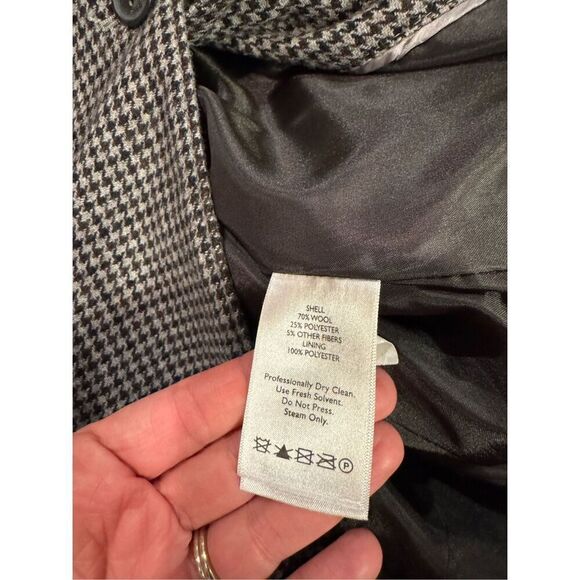 SHELL
70% WOOL
25% POLYESTER
5% OTHER FIBERS
LINING
100% POLYESTER
Professionally Dry Clean.
Use Fresh Solvent.
Do Not Press.
Steam Only.
P